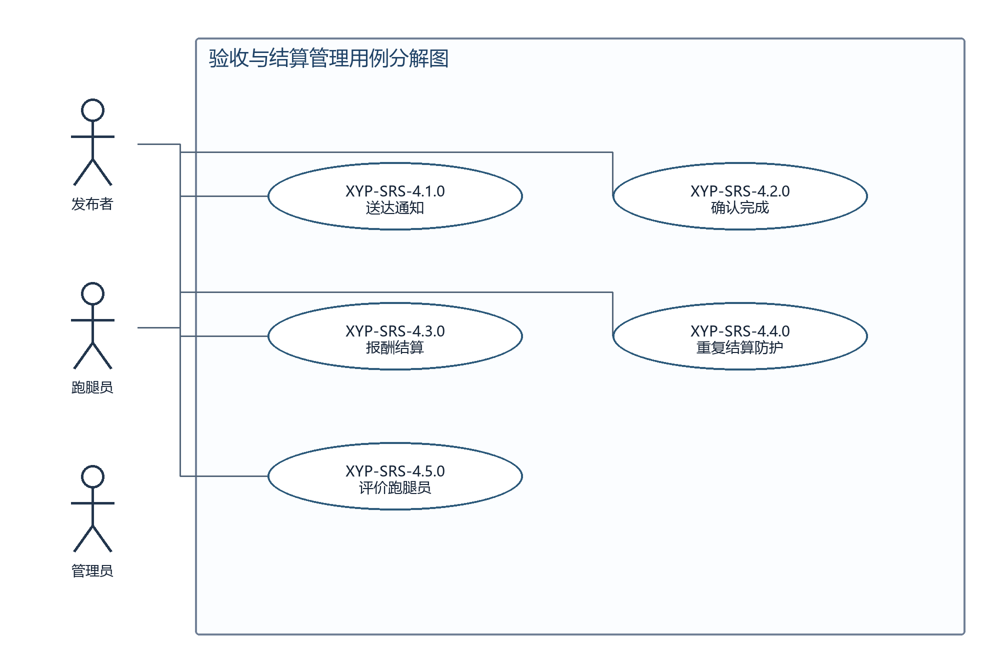 验收与结算管理用例分解图
发布者
XYP-SRS-4.1.0
送达通知
XYP-SRS-4.2.0
确认完成
跑腿员
XYP-SRS-4.3.0
报酬结算
XYP-SRS-4.4.0
重复结算防护
管理员
XYP-SRS-4.5.0
评价跑腿员